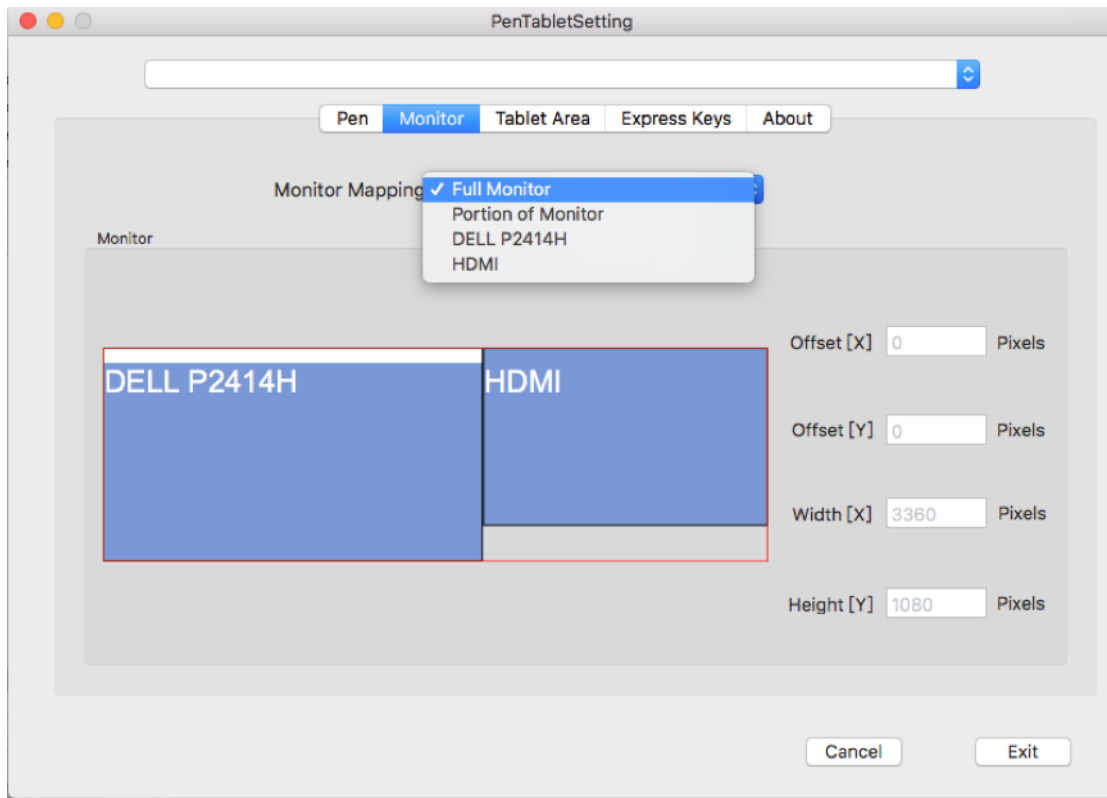 PenTabletSetting
Pen Monitor Tablet Area Express Keys About
Monitor Mapping ✓ Full Monitor
Portion of Monitor
DELL P2414H
HDMI
Monitor
DELL P2414H HDMI
Offset [X] 0 Pixels
Offset [Y] 0 Pixels
Width [X] 3360 Pixels
Height [Y] 1080 Pixels
Cancel Exit